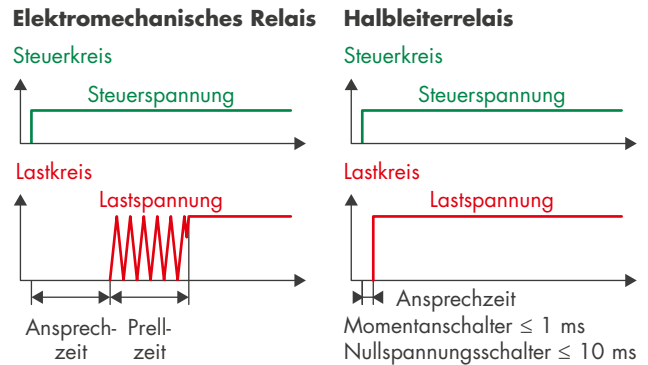 Elektromechanisches Relais
Steuerkreis
Steuerspannung
Lastkreis
Lastspannung
Ansprech-
zeit
Prell-
zeit
Halbleiterrelais
Steuerkreis
Steuerspannung
Lastkreis
Lastspannung
Ansprechzeit
Momentanschalter ≤ 1 ms
Nullspannungsschalter ≤ 10 ms